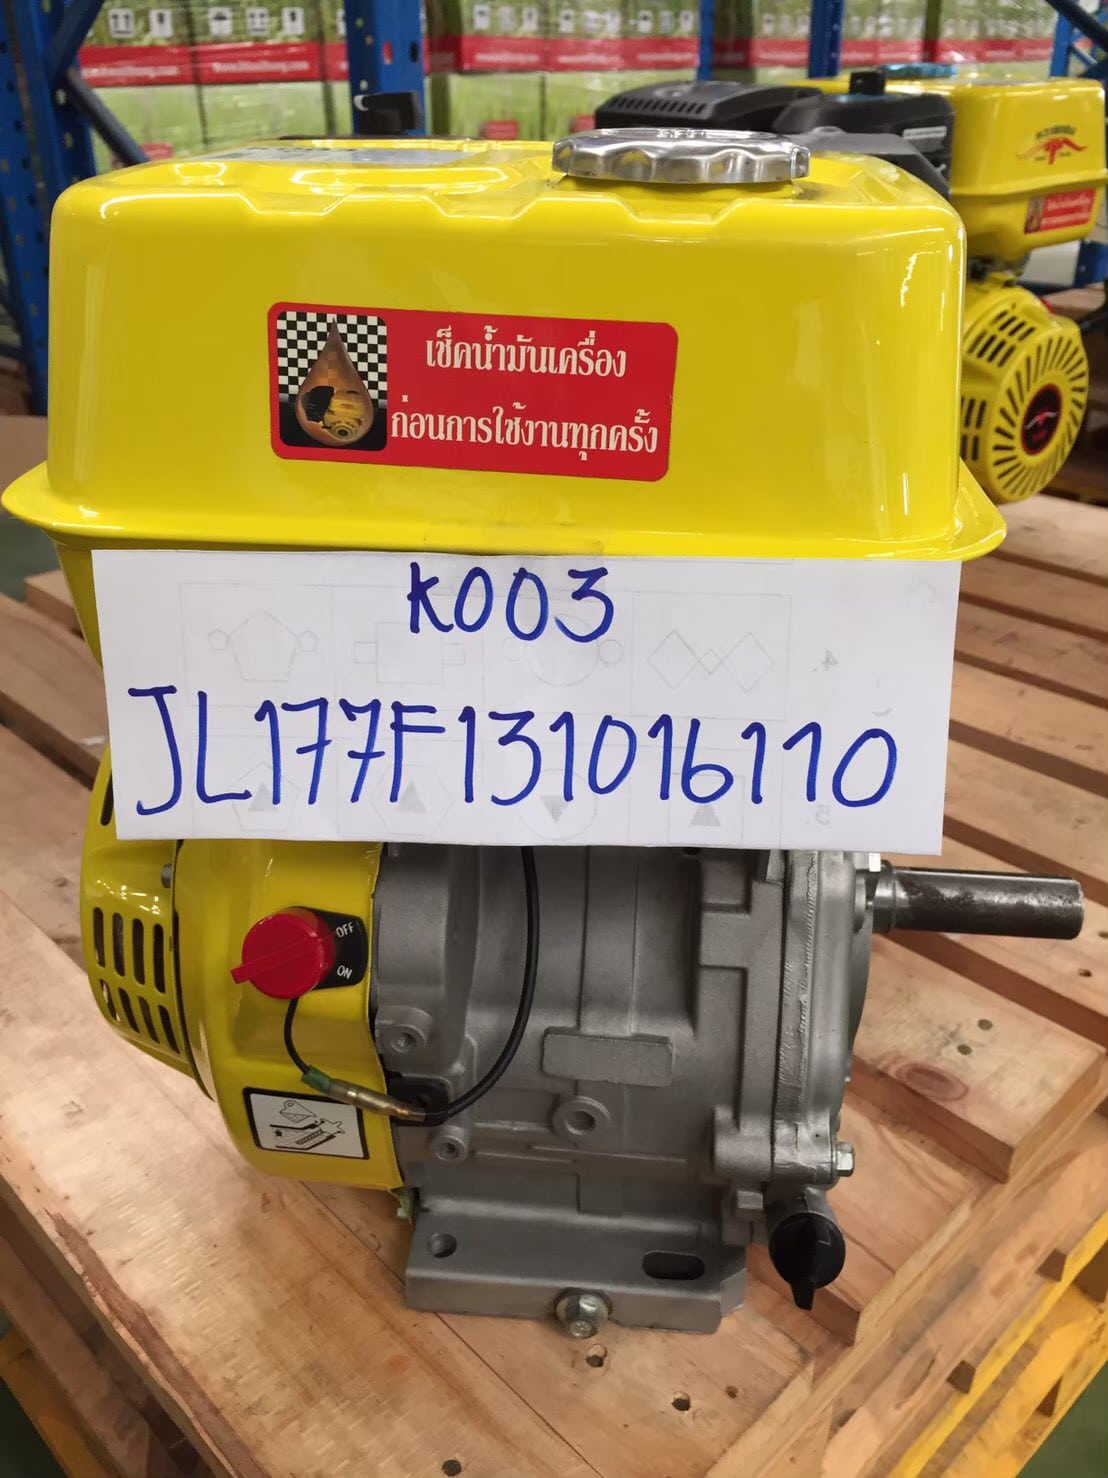 เช็คน้ำมันเครื่อง
ก่อนการใช้งานทุกครั้ง
K003
JL177F131016110
OFF
ON